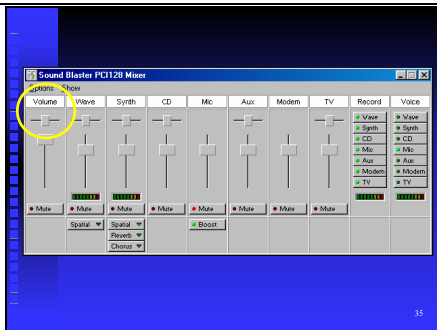 Sound Blaster PCI128 Mixer
Options Show
Volume Wave Synth CD Mic Aux Modem TV Record Voice
Wave Wave
Synth Synth
CD CD
Mic Mic
Aux Aux
Modem Modem
TV TV
Mute Mute Mute Mute Mute Mute Mute Mute
Spatial Spatial Boost
Reverb
Chorus
35